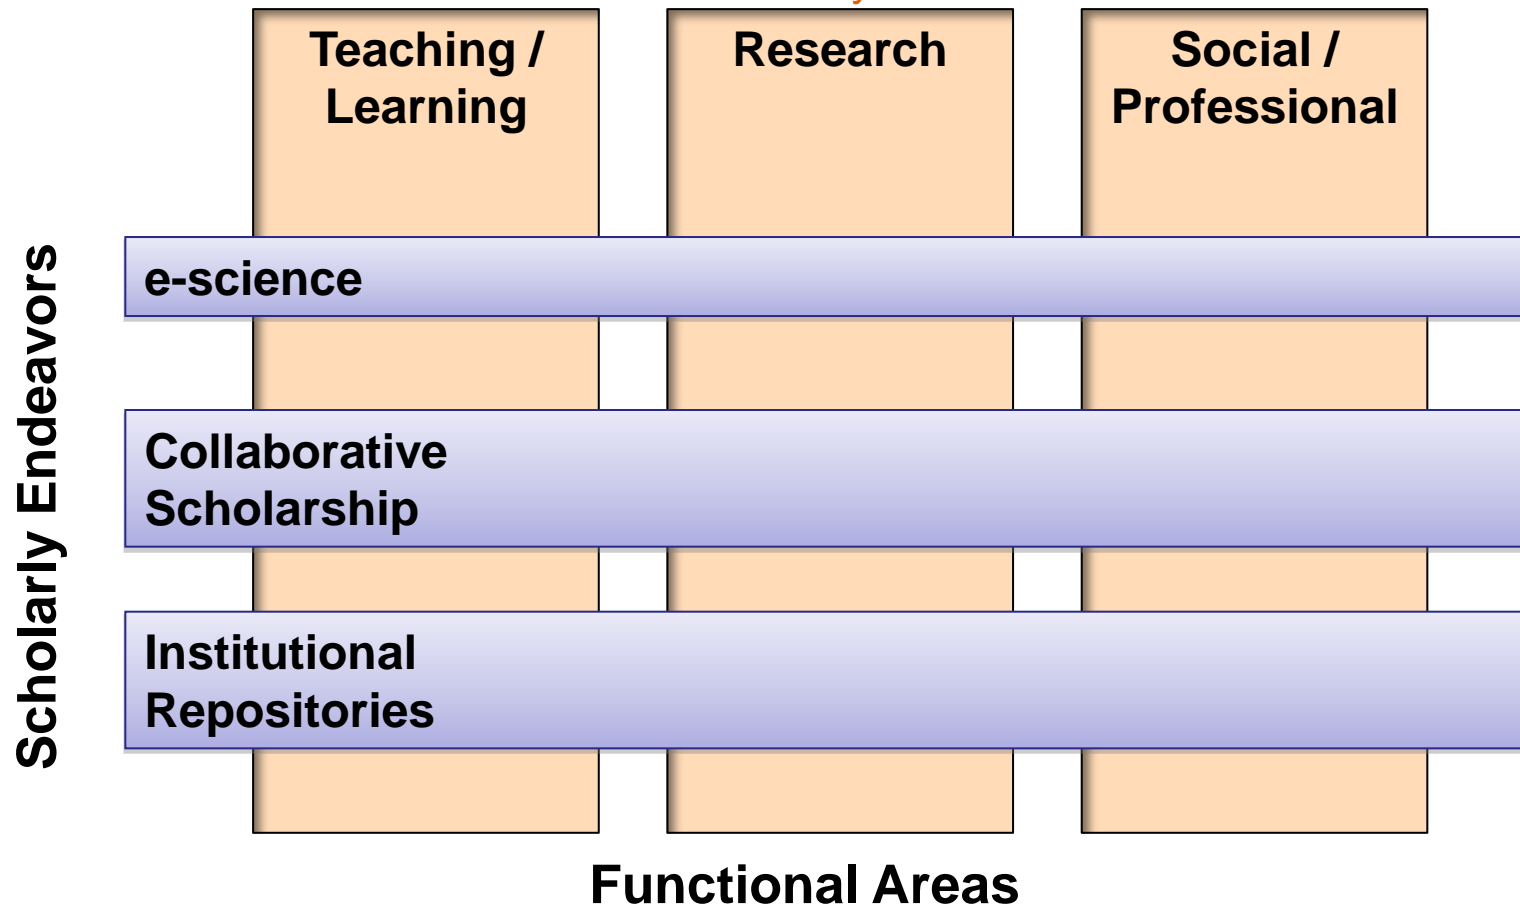 Teaching /
Learning
Research
Social /
Professional
Scholarly Endeavors
e-science
Collaborative
Scholarship
Institutional
Repositories
Functional Areas